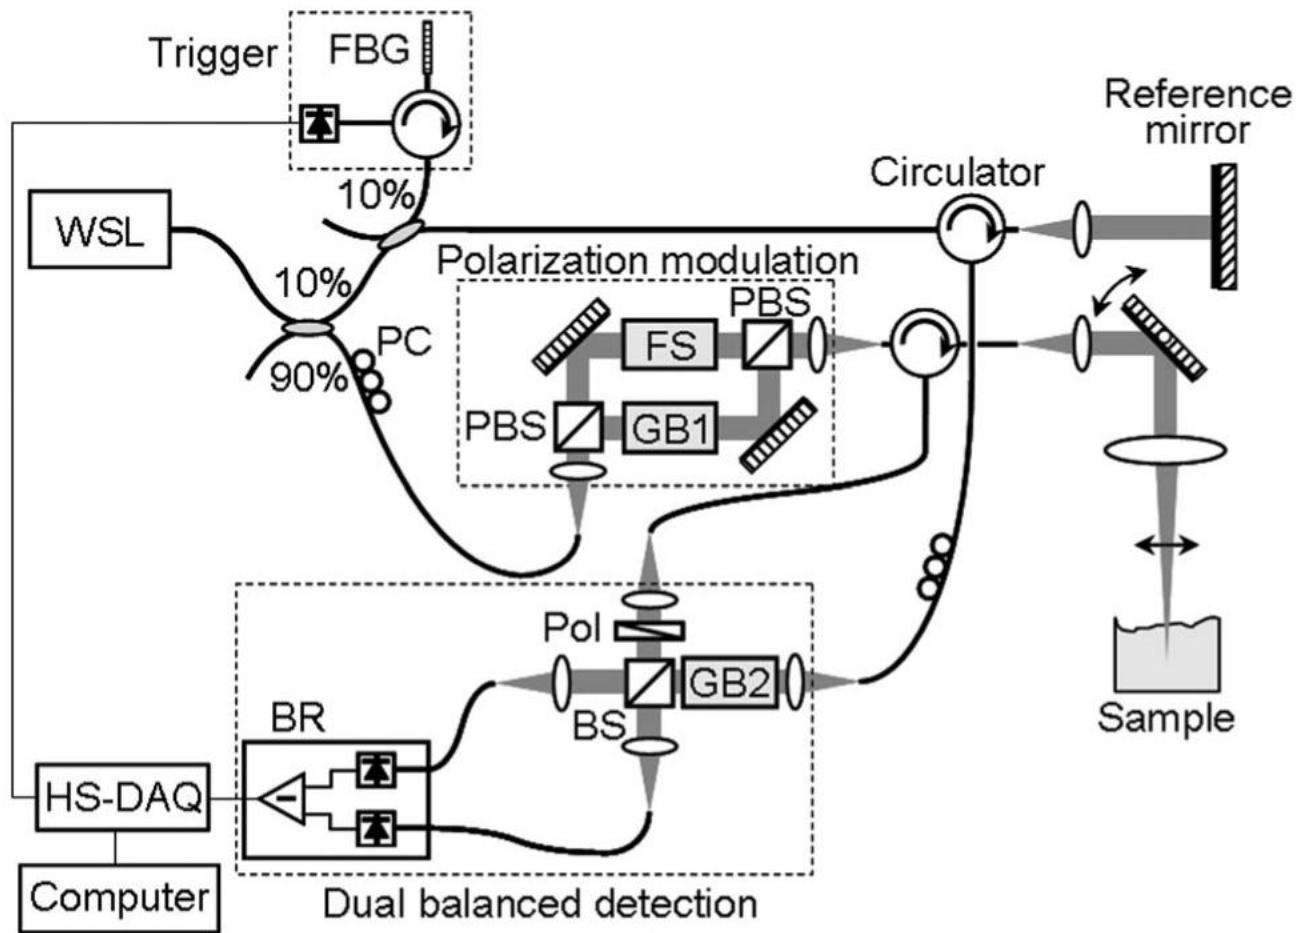 Trigger
FBG
Reference
mirror
10%
Circulator
WSL
Polarization modulation
10%
PBS
PC
FS
90%
PBS
GB1
Pol
GB2
BS
BR
Sample
HS-DAQ
Computer
Dual balanced detection